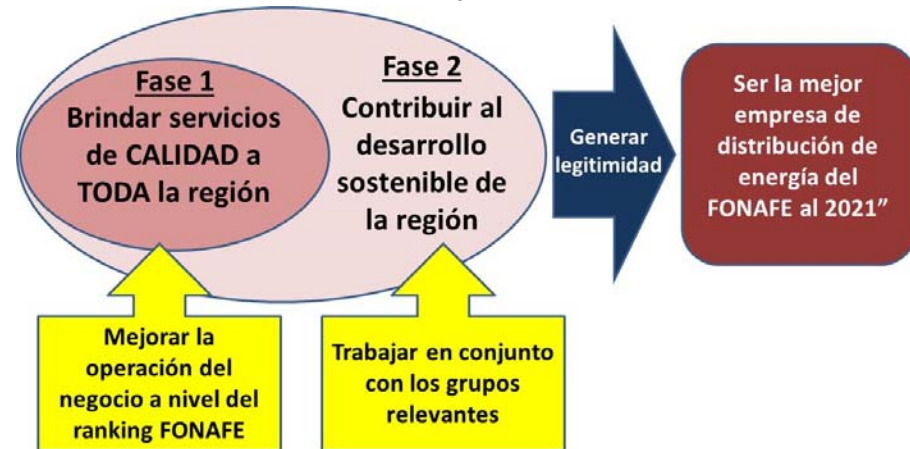 Fase 1
Brindar servicios
de CALIDAD a
TODA la región
Fase 2
Contribuir al
desarrollo
sostenible de
la región
Generar
legitimidad
Ser la mejor
empresa de
distribución de
energía del
FONAFE al 2021”
Mejorar la
operación del
negocio a nivel del
ranking FONAFE
Trabajar en conjunto
con los grupos
relevantes